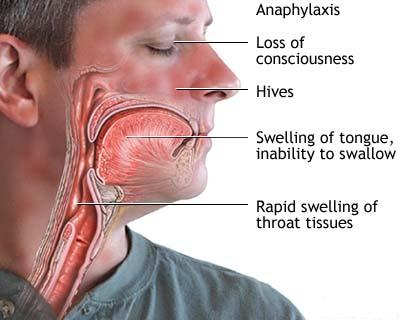 Anaphylaxis
Loss of
consciousness
Hives
Swelling of tongue,
inability to swallow
Rapid swelling of
throat tissues